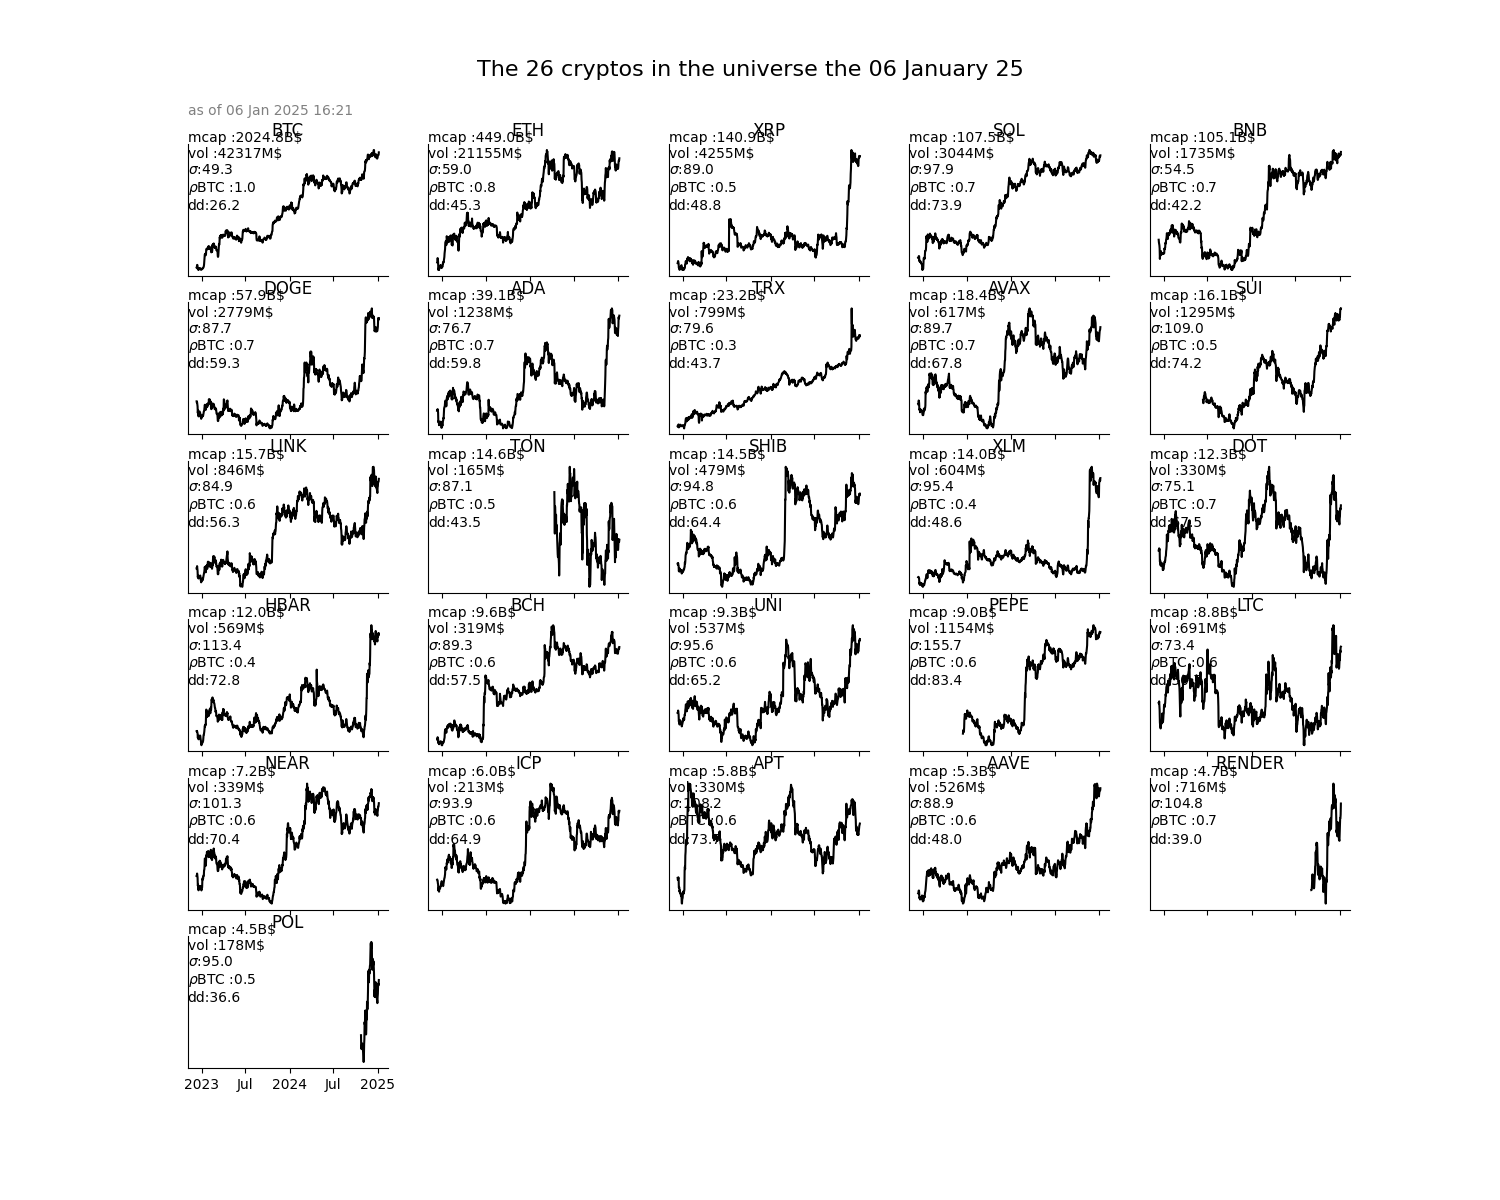 The 26 cryptos in the universe the 06 January 25
as of 06 Jan 2025 16:21
BTC
mcap :2024.8B$
vol :42317M$
σ:49.3
ρBTC :1.0
dd:26.2
ETH
mcap :449.0B$
vol :21155M$
σ:59.0
ρBTC :0.8
dd:45.3
XRP
mcap :140.9B$
vol :4255M$
σ:89.0
ρBTC :0.5
dd:48.8
SOL
mcap :107.5B$
vol :3044M$
σ:97.9
ρBTC :0.7
dd:73.9
BNB
mcap :105.1B$
vol :1735M$
σ:54.5
ρBTC :0.7
dd:42.2
DOGE
mcap :57.9B$
vol :2779M$
σ:87.7
ρBTC :0.7
dd:59.3
ADA
mcap :39.1B$
vol :1238M$
σ:76.7
ρBTC :0.7
dd:59.8
TRX
mcap :23.2B$
vol :799M$
σ:79.6
ρBTC :0.3
dd:43.7
AVAX
mcap :18.4B$
vol :617M$
σ:89.7
ρBTC :0.7
dd:67.8
SUI
mcap :16.1B$
vol :1295M$
σ:109.0
ρBTC :0.5
dd:74.2
LINK
mcap :15.7B$
vol :846M$
σ:84.9
ρBTC :0.6
dd:56.3
TON
mcap :14.6B$
vol :165M$
σ:87.1
ρBTC :0.5
dd:43.5
SHIB
mcap :14.5B$
vol :479M$
σ:94.8
ρBTC :0.6
dd:64.4
XLM
mcap :14.0B$
vol :604M$
σ:95.4
ρBTC :0.4
dd:48.6
DOT
mcap :12.3B$
vol :330M$
σ:75.1
ρBTC :0.7
HBAR
mcap :12.0B$
vol :569M$
σ:113.4
ρBTC :0.4
dd:72.8
BCH
mcap :9.6B$
vol :319M$
σ:89.3
ρBTC :0.6
dd:57.5
UNI
mcap :9.3B$
vol :537M$
σ:95.6
ρBTC :0.6
dd:65.2
PEPE
mcap :9.0B$
vol :1154M$
σ:155.7
ρBTC :0.6
dd:83.4
LTC
mcap :8.8B$
vol :691M$
σ:73.4
ρBTC :0.6
NEAR
mcap :7.2B$
vol :339M$
σ:101.3
ρBTC :0.6
dd:70.4
ICP
mcap :6.0B$
vol :213M$
σ:93.9
ρBTC :0.6
dd:64.9
APT
mcap :5.8B$
vol :330M$
σ:108.2
ρBTC :0.6
AAVE
mcap :5.3B$
vol :526M$
σ:88.9
ρBTC :0.6
dd:48.0
RENDER
mcap :4.7B$
vol :716M$
σ:104.8
ρBTC :0.7
dd:39.0
POL
mcap :4.5B$
vol :178M$
σ:95.0
ρBTC :0.5
dd:36.6
2023 Jul 2024 Jul 2025